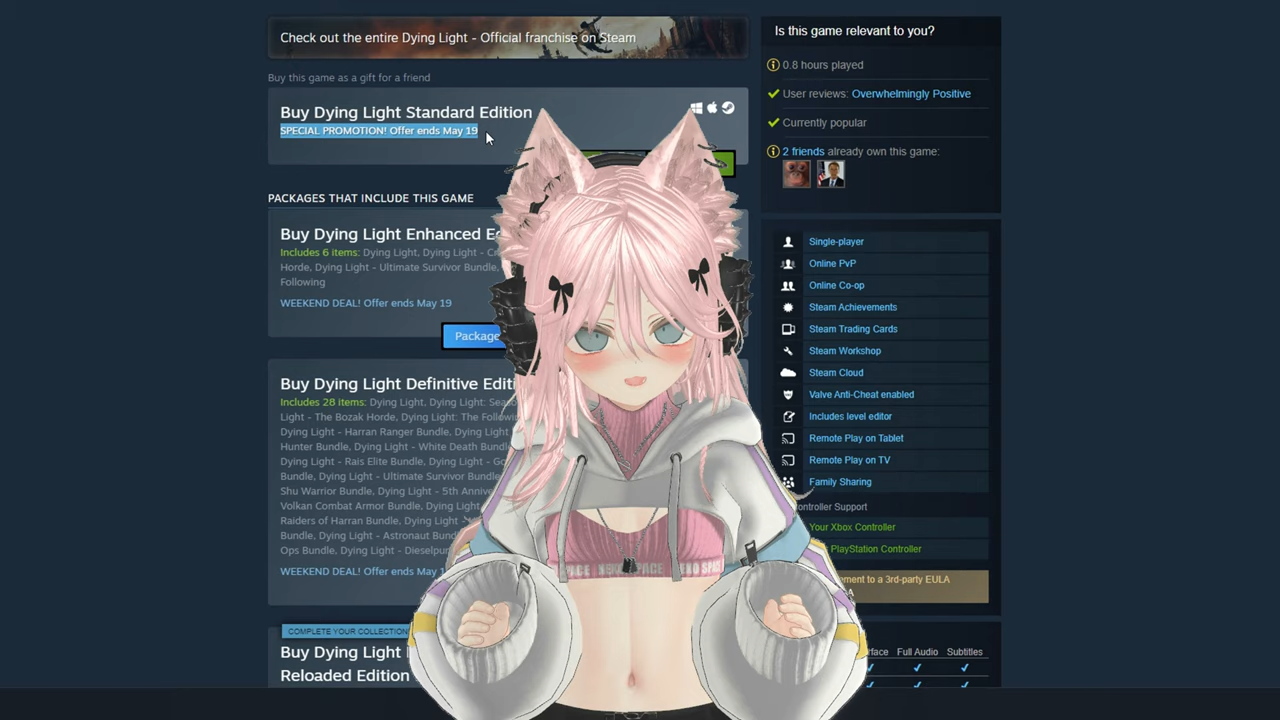 Check out the entire Dying Light - Official franchise on Steam
Buy this game as a gift for a friend
Buy Dying Light Standard Edition
SPECIAL PROMOTION! Offer ends May 19
PACKAGES THAT INCLUDE THIS GAME
Buy Dying Light Enhanced
Includes 6 items: Dying Light, Dying Light -
Horde, Dying Light - Ultimate Survivor Bundle,
Following
WEEKEND DEAL! Offer ends May 19
Package
Buy Dying Light Definitive
Includes 28 items: Dying Light, Dying Light:
Light - The Bozak Horde, Dying Light: The
Dying Light - Harran Ranger Bundle, Dying Light
Hunter Bundle, Dying Light - White Death Bundle,
Dying Light - Rais Elite Bundle, Dying Light -
Bundle, Dying Light - Ultimate Survivor Bundle,
Shu Warrior Bundle, Dying Light - 5th
Volkan Combat Armor Bundle, Dying Light -
Raiders of Harran Bundle, Dying Light
Bundle, Dying Light - Astronaut Bundle
Ops Bundle, Dying Light -
WEEKEND DEAL! Offer ends May
COMPLETE YOUR COLLECTION
Buy Dying Light
Reloaded Edition
Is this game relevant to you?
0.8 hours played
User reviews: Overwhelmingly Positive
Currently popular
2 friends already own this game:
Single-player
Online PvP
Online Co-op
Steam Achievements
Steam Trading Cards
Steam Workshop
Steam Cloud
Valve Anti-Cheat enabled
Includes level editor
Remote Play on Tablet
Remote Play on TV
Family Sharing
Controller Support
Your Xbox Controller
PlayStation Controller
to a 3rd-party EULA
Full Audio Subtitles